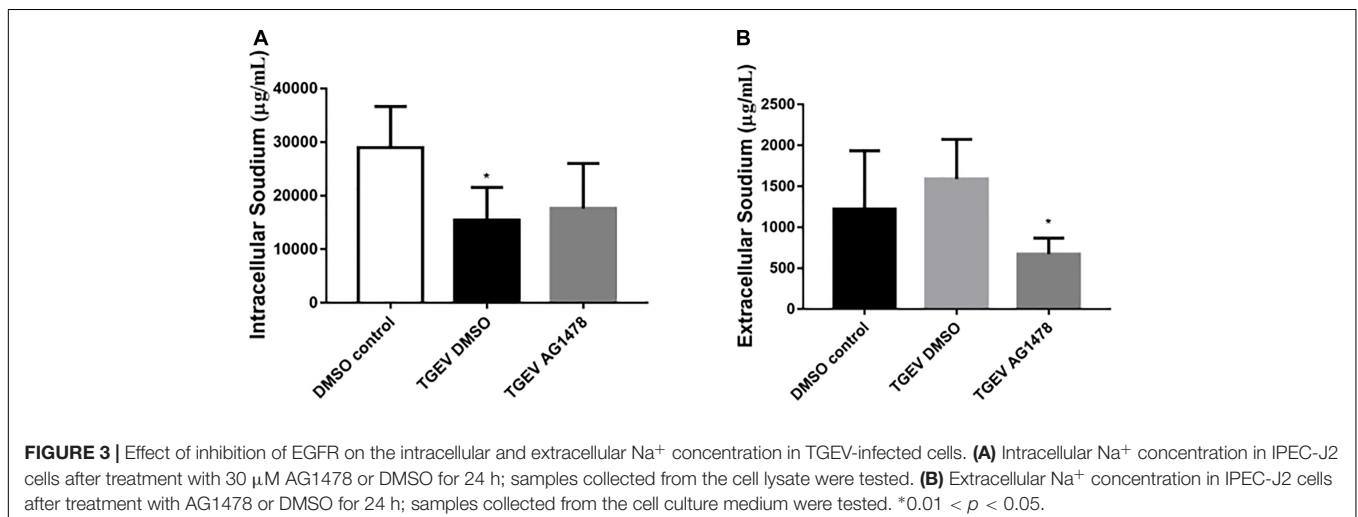 A
Intracellular Soudium (μg/mL)
40000
30000
20000
10000
0
*
DMSO control
TGEV DMSO
TGEV AG1478
B
Extracellular Soudium (μg/mL)
2500
2000
1500
1000
500
0
*
DMSO control
TGEV DMSO
TGEV AG1478
FIGURE 3 | Effect of inhibition of EGFR on the intracellular and extracellular Na⁺ concentration in TGEV-infected cells. (A) Intracellular Na⁺ concentration in IPEC-J2
cells after treatment with 30 μM AG1478 or DMSO for 24 h; samples collected from the cell lysate were tested. (B) Extracellular Na⁺ concentration in IPEC-J2 cells
after treatment with AG1478 or DMSO for 24 h; samples collected from the cell culture medium were tested. *0.01 < p < 0.05.